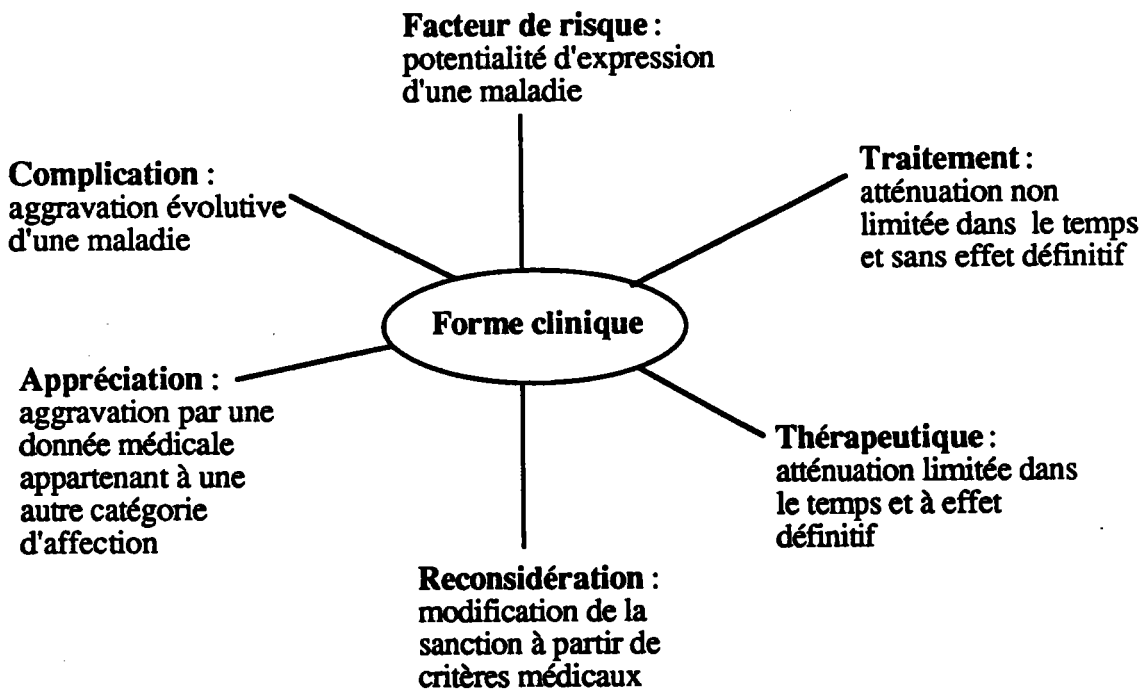 Facteur de risque :
potentialité d'expression
d'une maladie
Complication :
aggravation évolutive
d'une maladie
Traitement :
atténuation non
limitée dans le temps
et sans effet définitif
Forme clinique
Appréciation :
aggravation par une
donnée médicale
appartenant à une
autre catégorie
d'affection
Thérapeutique :
atténuation limitée dans
le temps et à effet
définitif
Reconsidération :
modification de la
sanction à partir de
critères médicaux